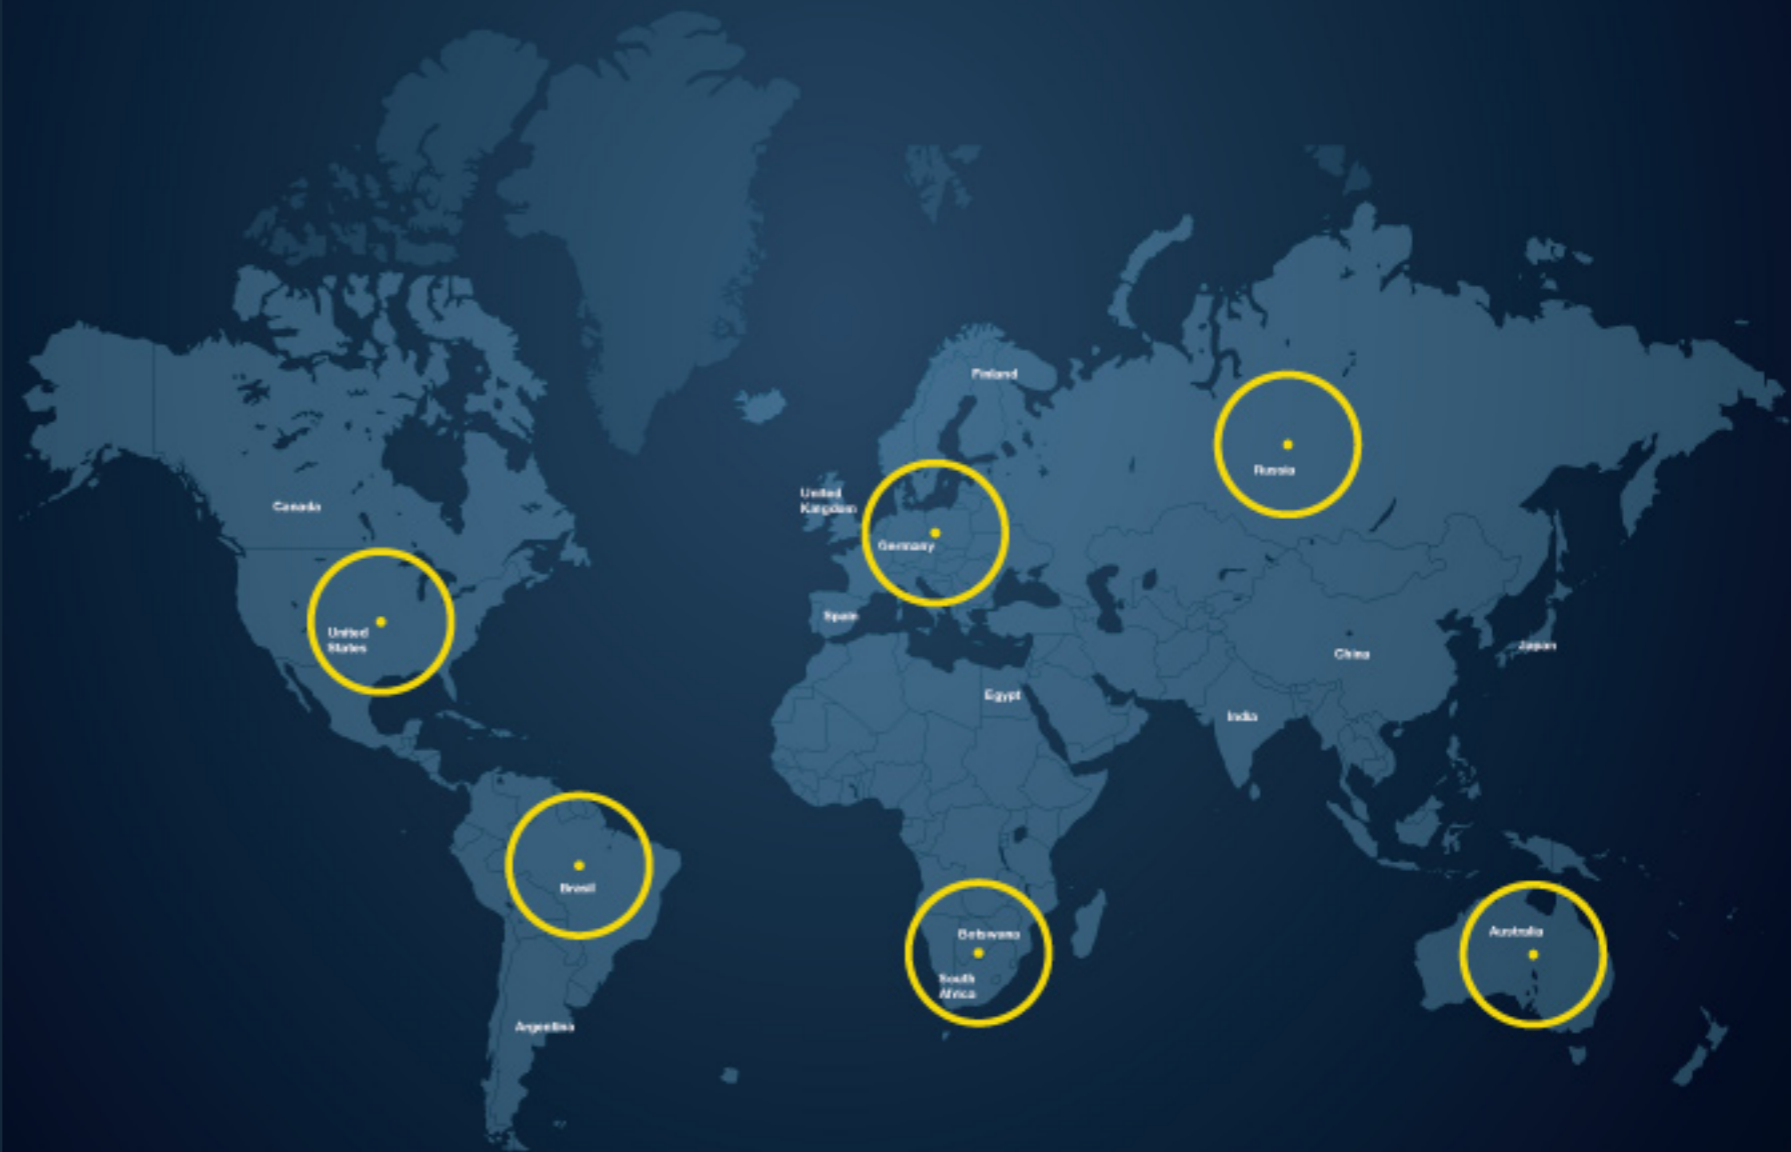 Finland
Russia
United
Kingdom
Canada
Germany
Spain
United
States
Japan
China
Egypt
India
Brasil
Botswana
Australia
South
Africa
Argentina